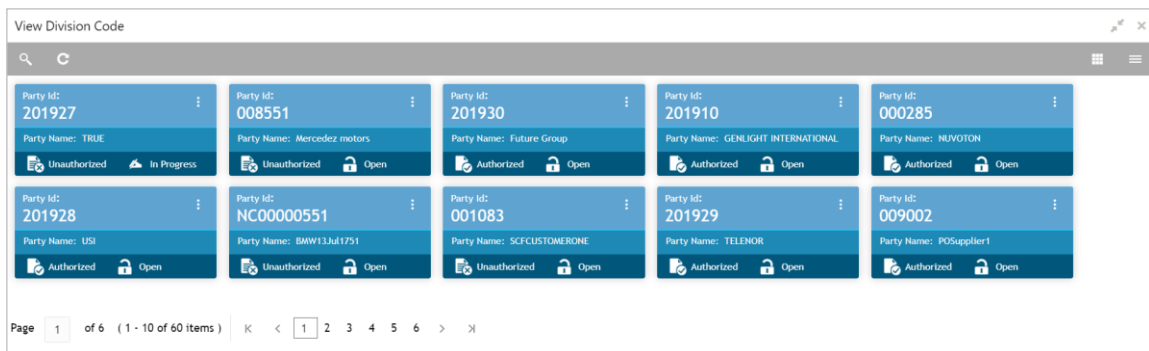 View Division Code
Party Id: Party Id: Party Id: Party Id: Party Id:
201927 008551 201930 201910 000285
Party Name: TRUE Party Name: Mercedez motors Party Name: Future Group Party Name: GENLIGHT INTERNATIONAL Party Name: NUVOTON
Unauthorized In Progress Unauthorized Open Authorized Open Authorized Open Authorized Open
Party Id: Party Id: Party Id: Party Id: Party Id:
201928 NC00000551 001083 201929 009002
Party Name: USI Party Name: BMW13Jul1751 Party Name: SCFCUSTOMERONE Party Name: TELENOR Party Name: POSupplier1
Authorized Open Unauthorized Open Unauthorized Open Authorized Open Authorized Open
Page 1 of 6 ( 1 - 10 of 60 items ) 1 2 3 4 5 6